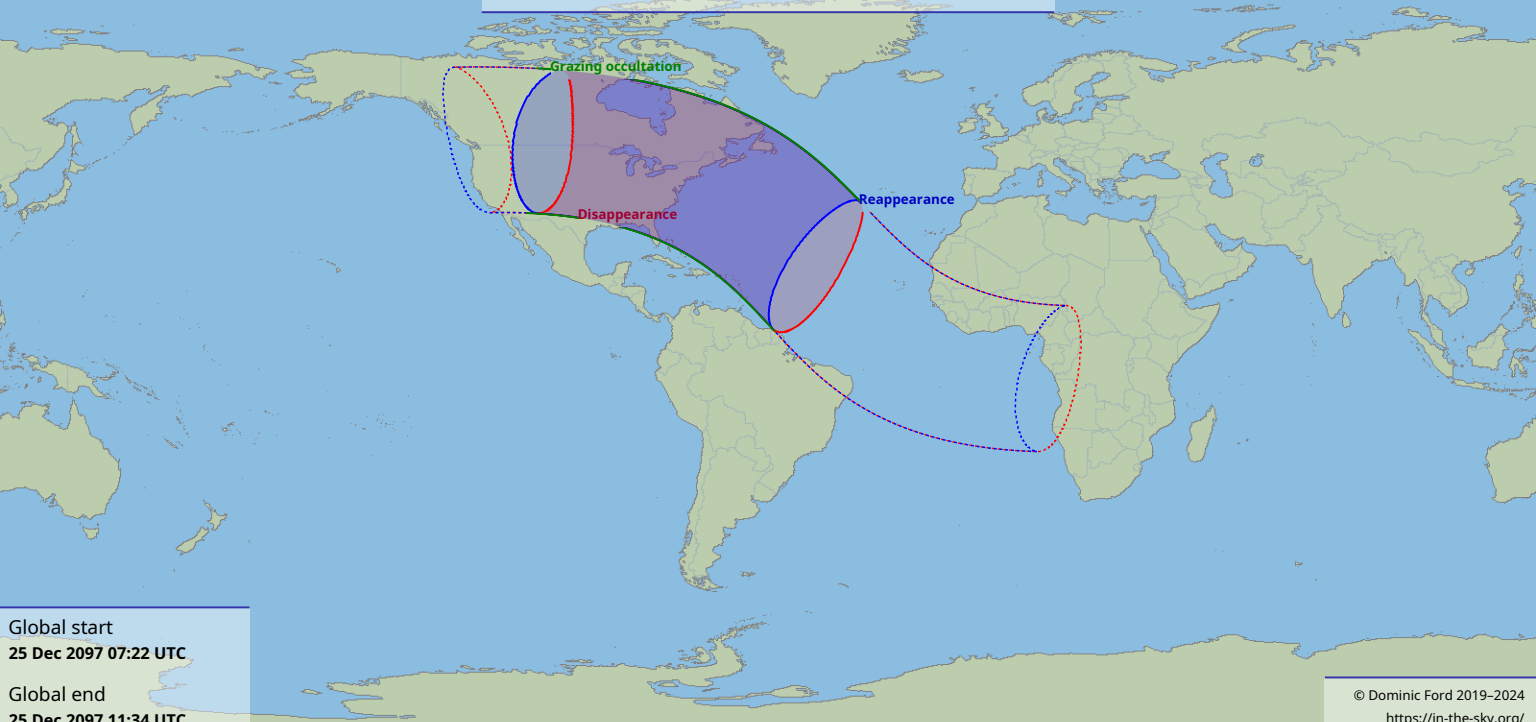 Grazing occultation
Reappearance
Disappearance
Global start
25 Dec 2097 07:22 UTC
Global end
25 Dec 2097 11:34 UTC
© Dominic Ford 2019–2024
https://in-the-sky.org/